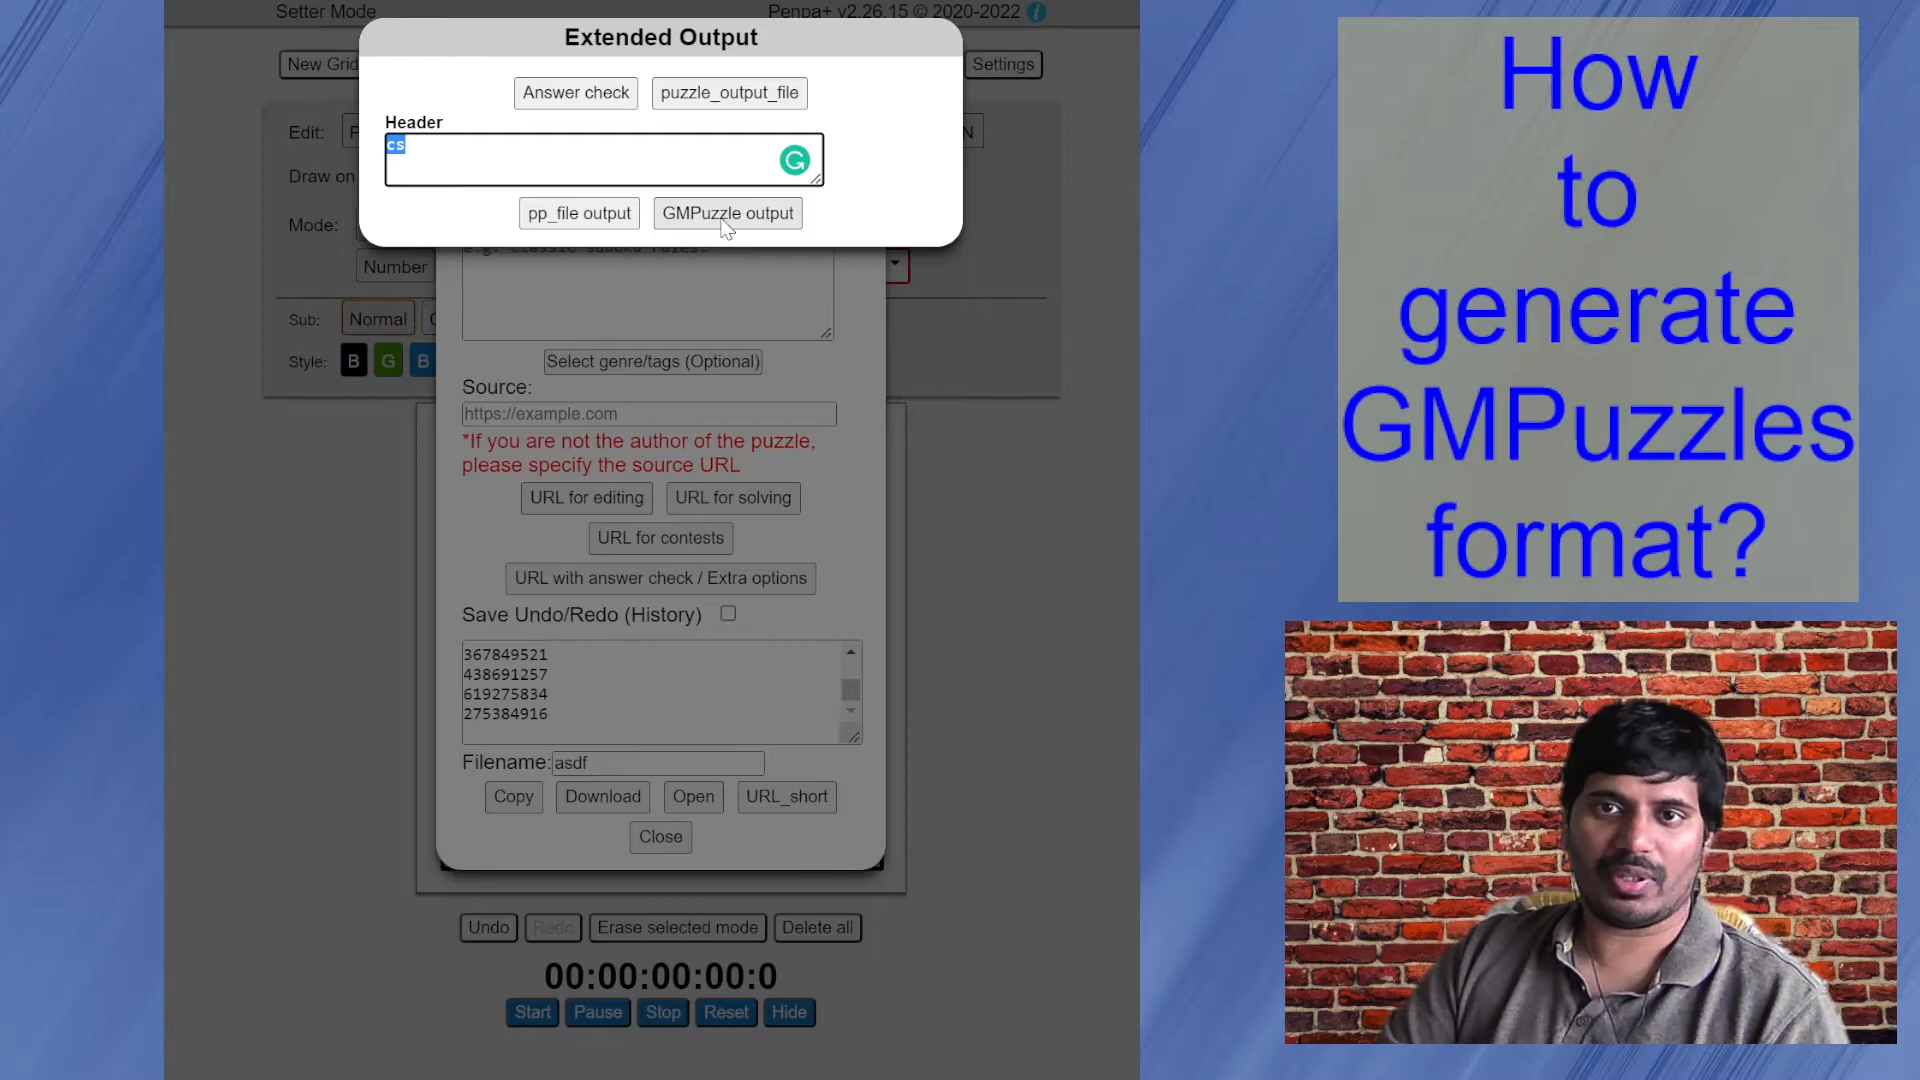 Setter Mode
Penpa+ v2.26.15 © 2020-2022
Extended Output
New Grid
Settings
Answer check
puzzle_output_file
Header
cs
pp_file output
GMPuzzle output
Edit:
Draw on
Mode:
Number
Sub:
Normal
Style:
B
G
B
e.g. Classic Sudoku rules.
Select genre/tags (Optional)
Source:
https://example.com
*If you are not the author of the puzzle,
please specify the source URL
URL for editing
URL for solving
URL for contests
URL with answer check / Extra options
Save Undo/Redo (History)
367849521
438691257
619275834
275384916
Filename:
asdf
Copy
Download
Open
URL_short
Close
Undo
Redo
Erase selected mode
Delete all
00:00:00:00:0
Start
Pause
Stop
Reset
Hide
How
to
generate
GMPuzzles
format?